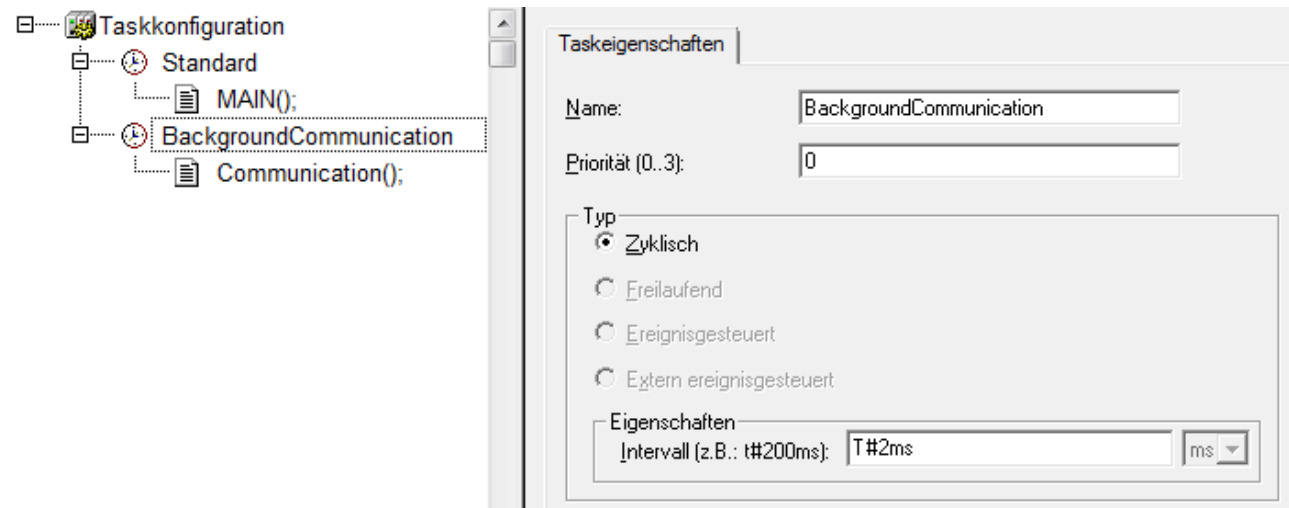 Taskkonfiguration
Standard
MAIN();
BackgroundCommunication
Communication();
Taskeigenschaften
Name: BackgroundCommunication
Priorität (0..3): 0
Typ
Zyklisch
Freilaufend
Ereignisgesteuert
Extern ereignisgesteuert
Eigenschaften
Intervall (z.B.: t#200ms): T#2ms ms